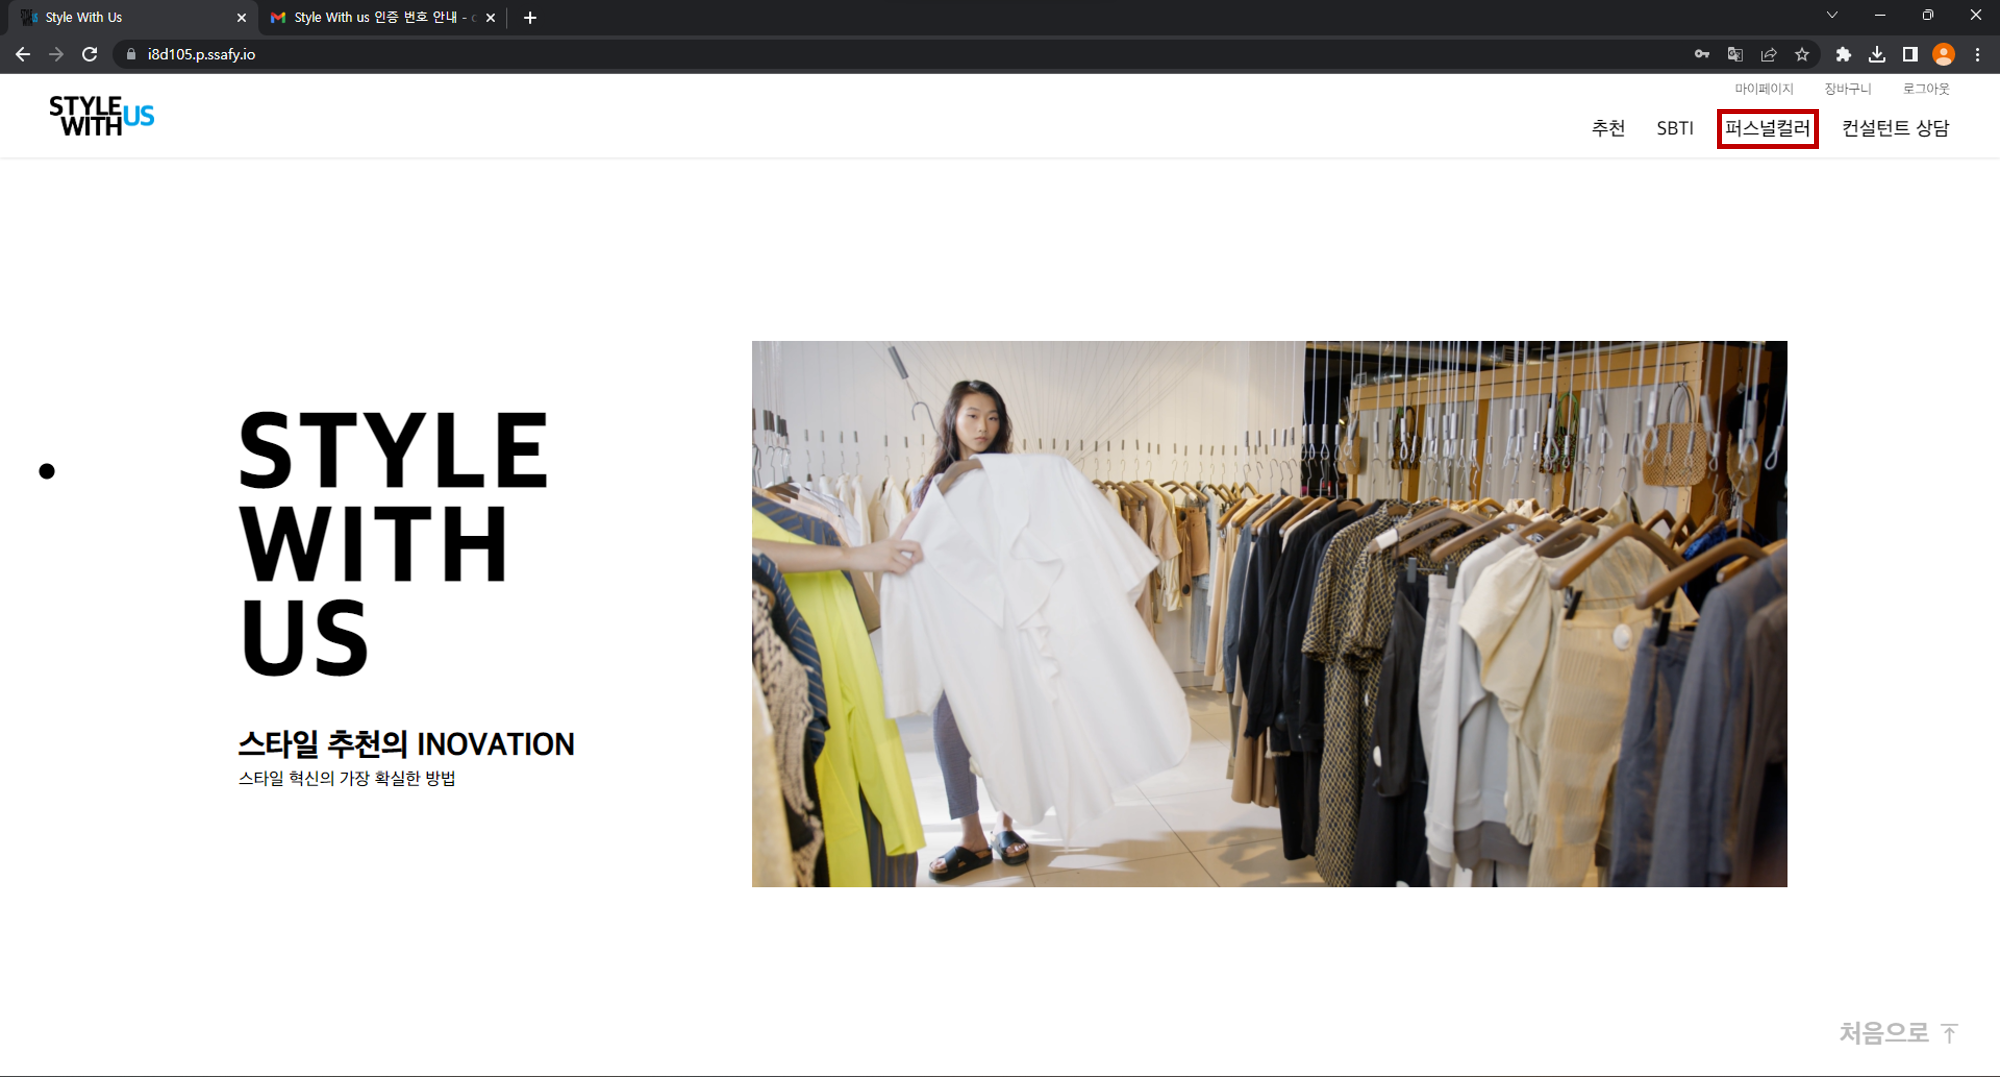 Style With Us
Style With us 인증 번호 안내 -
i8d105.p.ssafy.io
마이페이지 장바구니 로그아웃
STYLE
WITH US
추천 SBTI 퍼스널컬러 컨설턴트 상담
STYLE
WITH
US
스타일 추천의 INOVATION
스타일 혁신의 가장 확실한 방법
처음으로